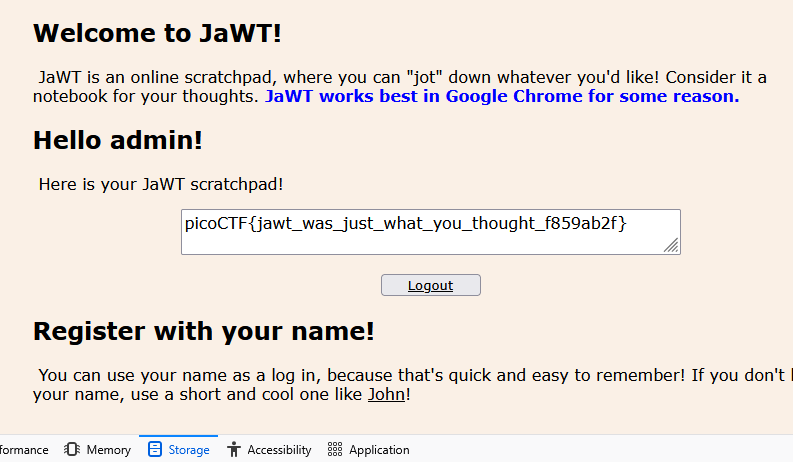 Welcome to JaWT!
JaWT is an online scratchpad, where you can "jot" down whatever you'd like! Consider it a
notebook for your thoughts. JaWT works best in Google Chrome for some reason.
Hello admin!
Here is your JaWT scratchpad!
picoCTF{jawt_was_just_what_you_thought_f859ab2f}
Logout
Register with your name!
You can use your name as a log in, because that's quick and easy to remember! If you don't
your name, use a short and cool one like John!
formance Memory Storage Accessibility Application